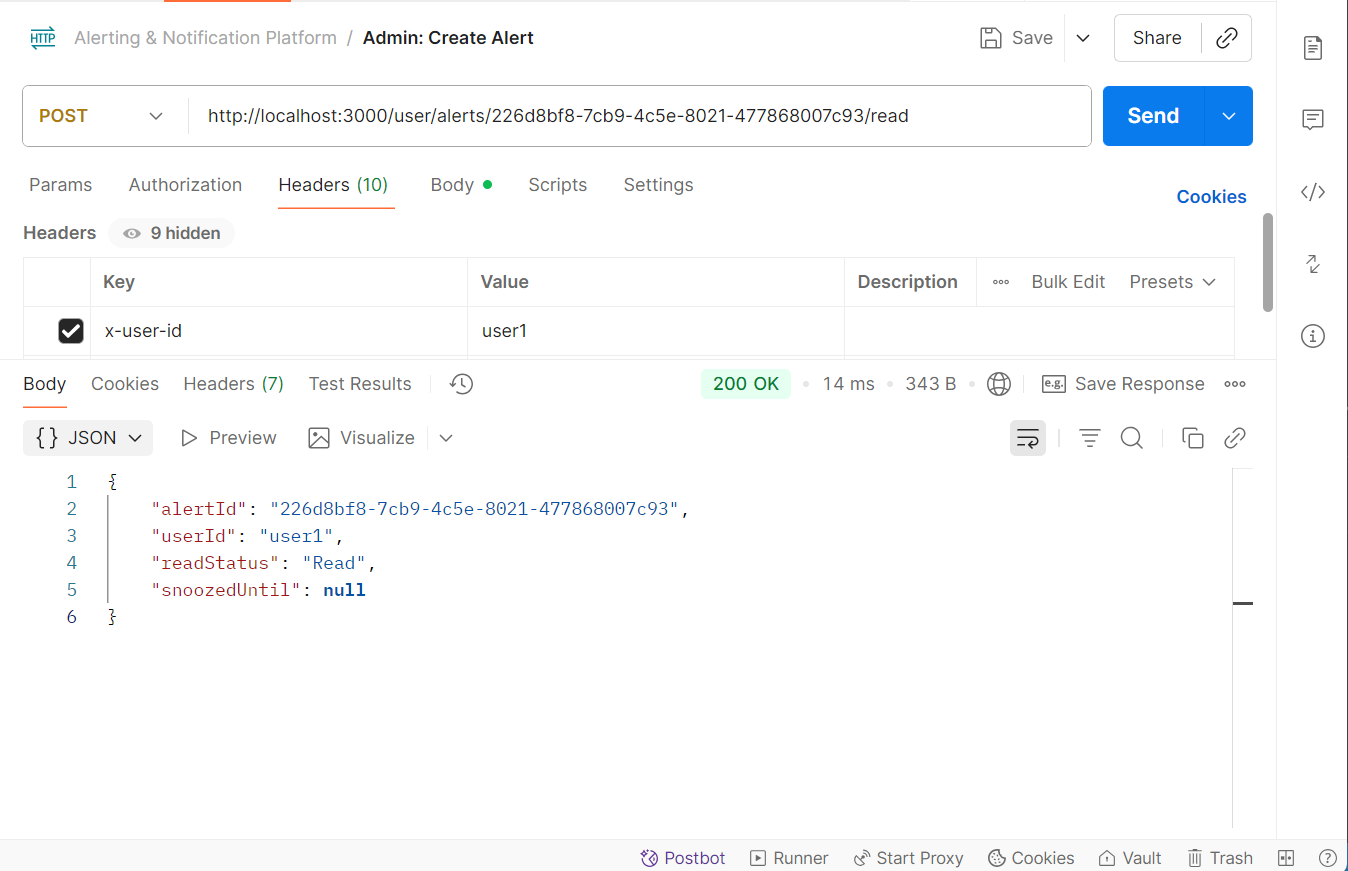 HTTP Alerting & Notification Platform / Admin: Create Alert Save Share
POST http://localhost:3000/user/alerts/226d8bf8-7cb9-4c5e-8021-477868007c93/read Send
Params Authorization Headers (10) Body Scripts Settings Cookies
Headers 9 hidden
Key Value Description Bulk Edit Presets
x-user-id user1
Body Cookies Headers (7) Test Results 200 OK 14 ms 343 B e.g. Save Response
{} JSON Preview Visualize
1 {
2 "alertId": "226d8bf8-7cb9-4c5e-8021-477868007c93",
3 "userId": "user1",
4 "readStatus": "Read",
5 "snoozedUntil": null
6 }
Postbot Runner Start Proxy Cookies Vault Trash